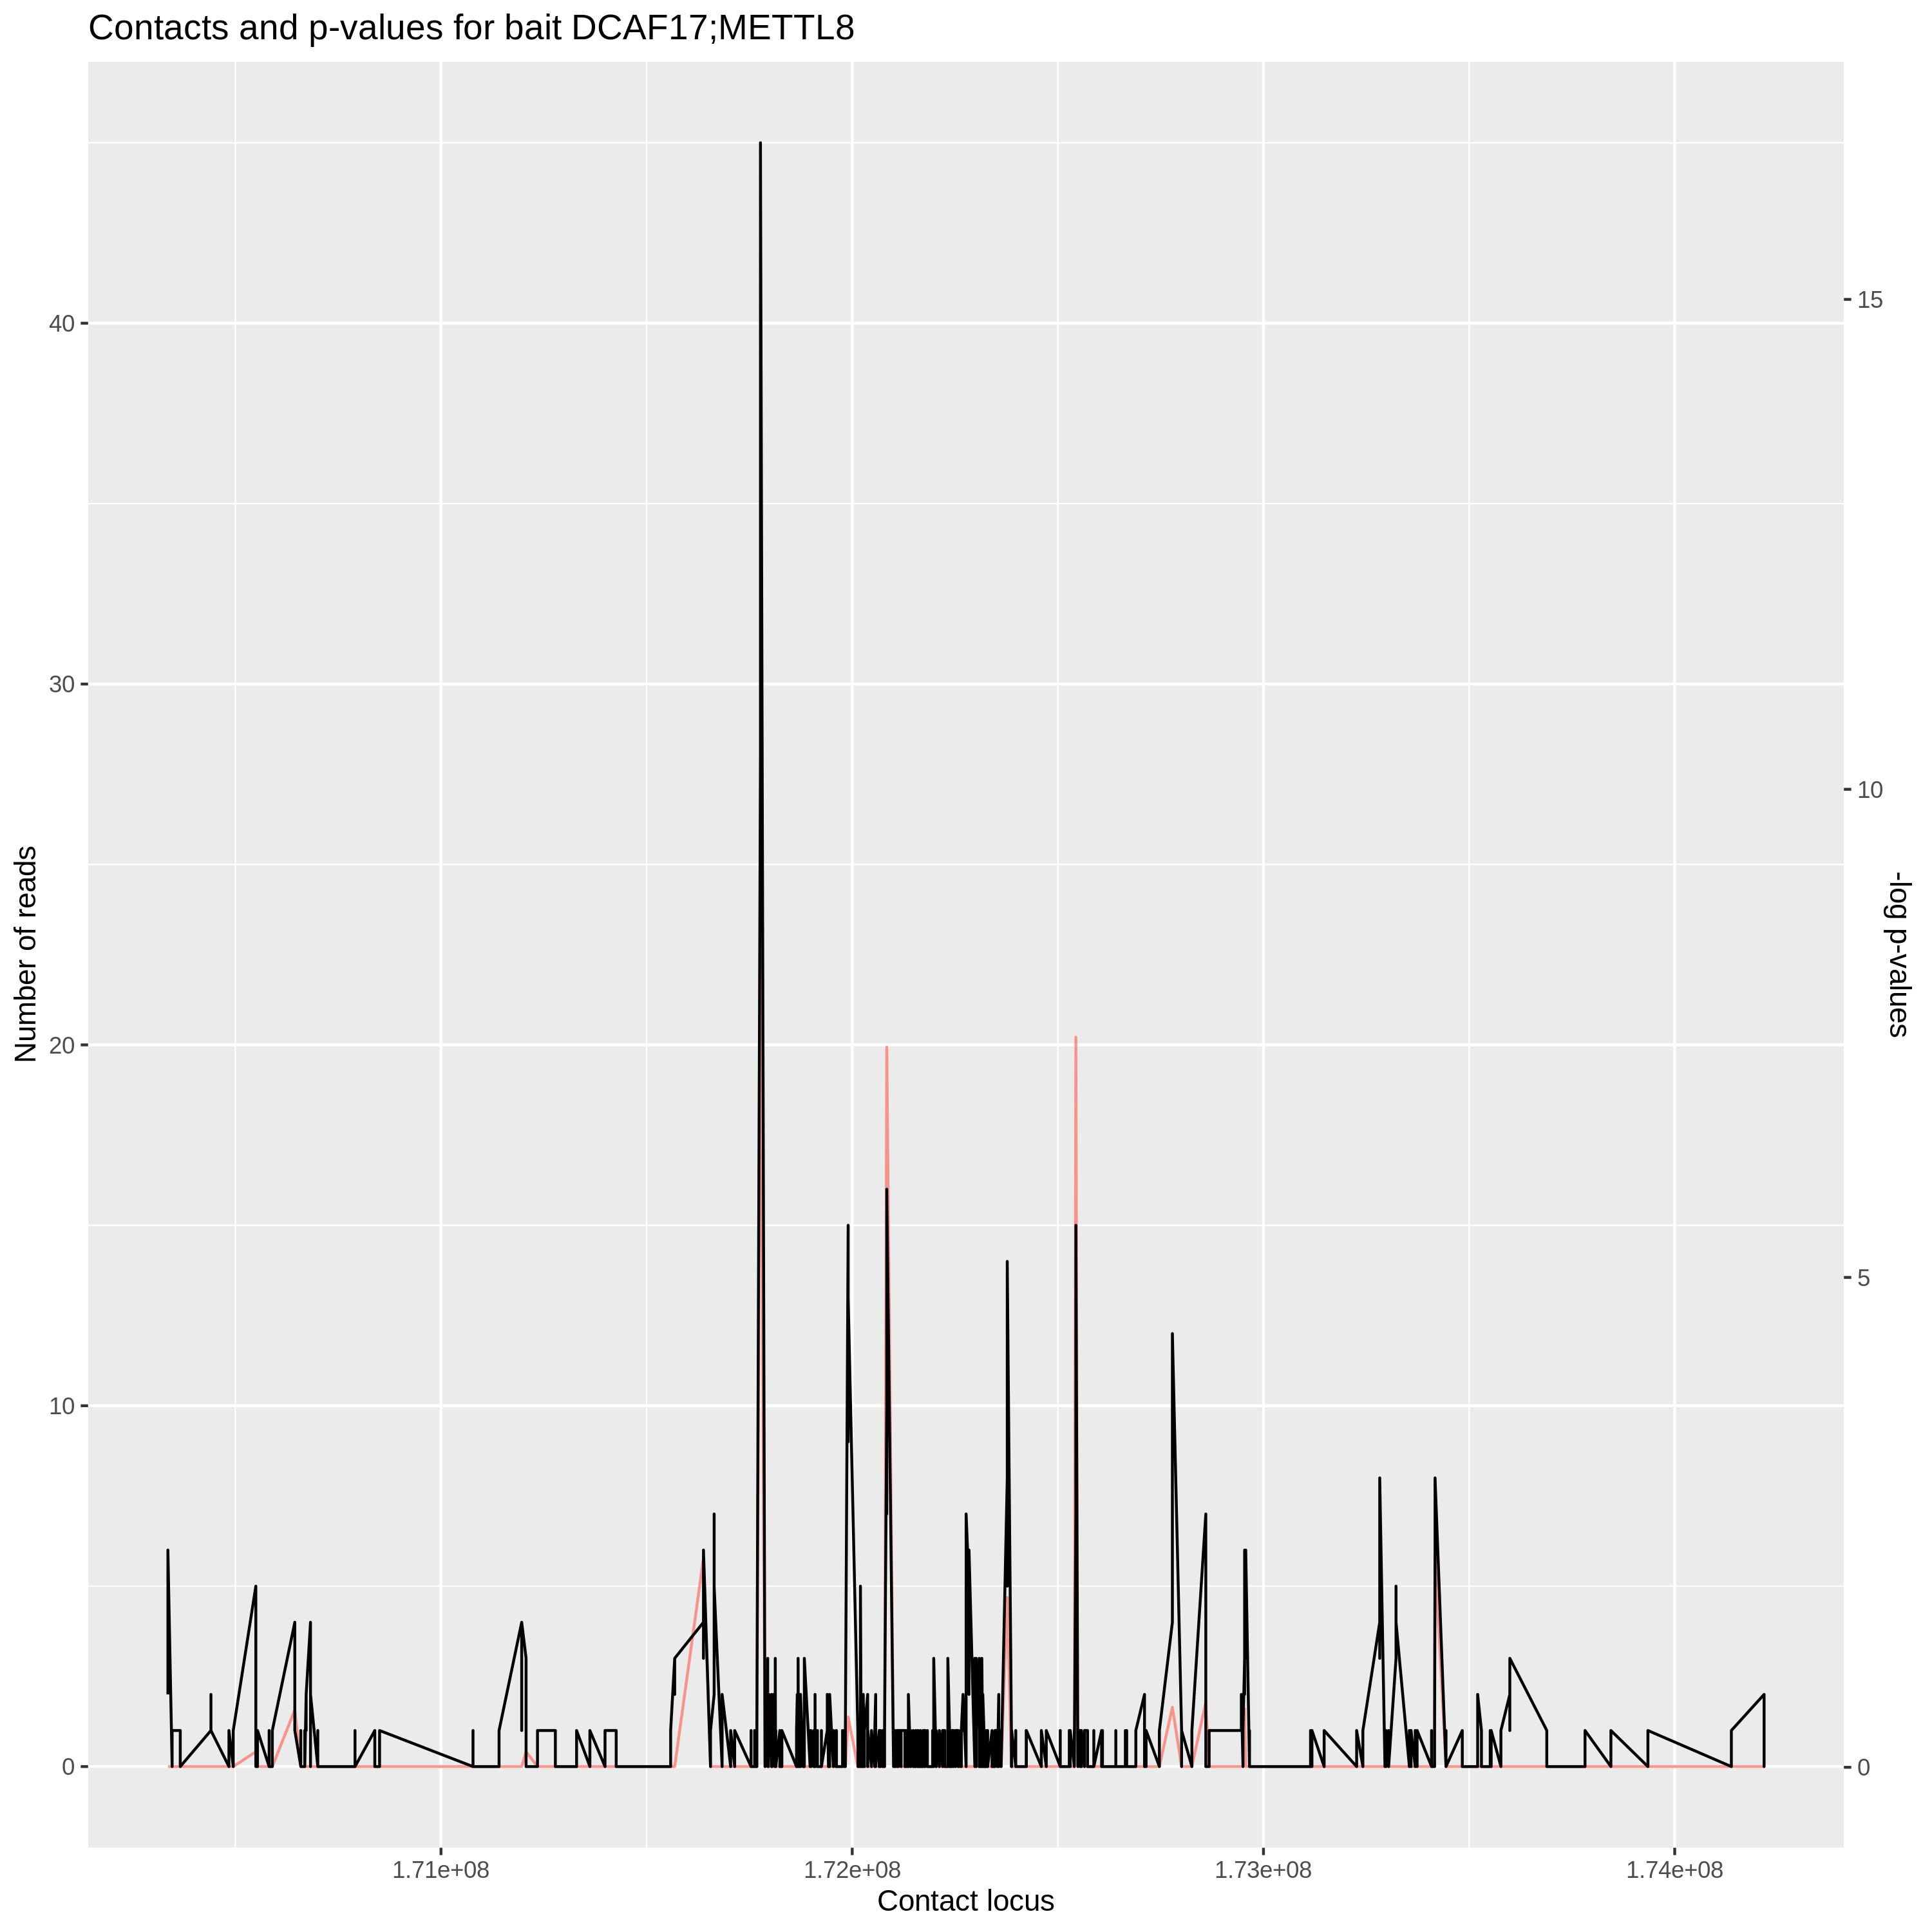 Contacts and p-values for bait DCAF17;METTL8
Number of reads
40
30
20
10
0
15
10
5
0
-log p-values
1.71e+08
1.72e+08
1.73e+08
1.74e+08
Contact locus